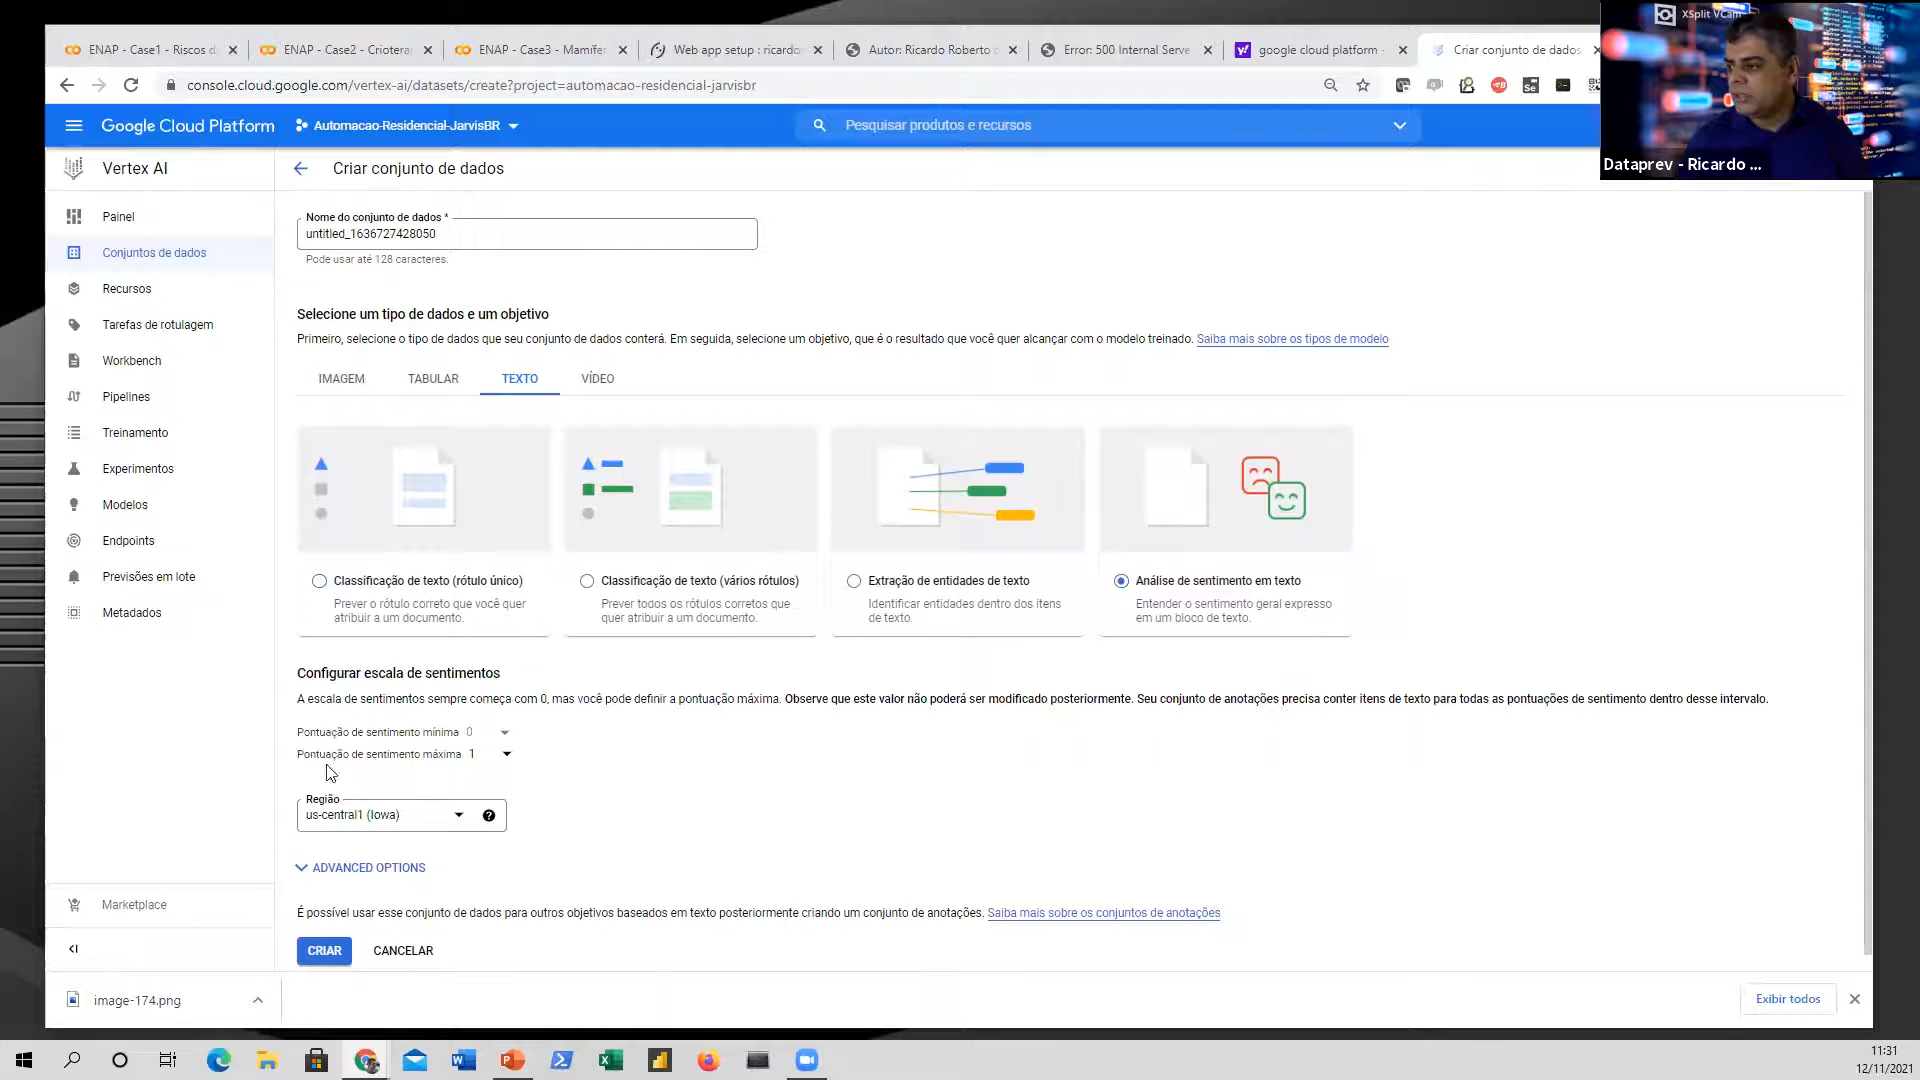 ENAP - Case1 - Riscos d
ENAP - Case2 - Criotera
ENAP - Case3 - Mamífer
Web app setup : ricardo
Autor: Ricardo Roberto
Error: 500 Internal Serve
google cloud platform -
Criar conjunto de dados
XSplit VCam
console.cloud.google.com/vertex-ai/datasets/create?project=automacao-residencial-jarvisbr
Google Cloud Platform
Automacao-Residencial-JarvisBR
Pesquisar produtos e recursos
Dataprev - Ricardo ...
Vertex AI
Criar conjunto de dados
Painel
Conjuntos de dados
Recursos
Tarefas de rotulagem
Workbench
Pipelines
Treinamento
Experimentos
Modelos
Endpoints
Previsões em lote
Metadados
Marketplace
Nome do conjunto de dados *
untitled_1636727428050
Pode usar até 128 caracteres.
Selecione um tipo de dados e um objetivo
Primeiro, selecione o tipo de dados que seu conjunto de dados conterá. Em seguida, selecione um objetivo, que é o resultado que você quer alcançar com o modelo treinado. Saiba mais sobre os tipos de modelo
IMAGEM
TABULAR
TEXTO
VÍDEO
Classificação de texto (rótulo único)
Prever o rótulo correto que você quer
atribuir a um documento.
Classificação de texto (vários rótulos)
Prever todos os rótulos corretos que
quer atribuir a um documento.
Extração de entidades de texto
Identificar entidades dentro dos itens
de texto.
Análise de sentimento em texto
Entender o sentimento geral expresso
em um bloco de texto.
Configurar escala de sentimentos
A escala de sentimentos sempre começa com 0, mas você pode definir a pontuação máxima. Observe que este valor não poderá ser modificado posteriormente. Seu conjunto de anotações precisa conter itens de texto para todas as pontuações de sentimento dentro desse intervalo.
Pontuação de sentimento mínima 0
Pontuação de sentimento máxima 1
Região
us-central1 (Iowa)
ADVANCED OPTIONS
É possível usar esse conjunto de dados para outros objetivos baseados em texto posteriormente criando um conjunto de anotações. Saiba mais sobre os conjuntos de anotações
CRIAR
CANCELAR
image-174.png
Exibir todos
11:31
12/11/2021